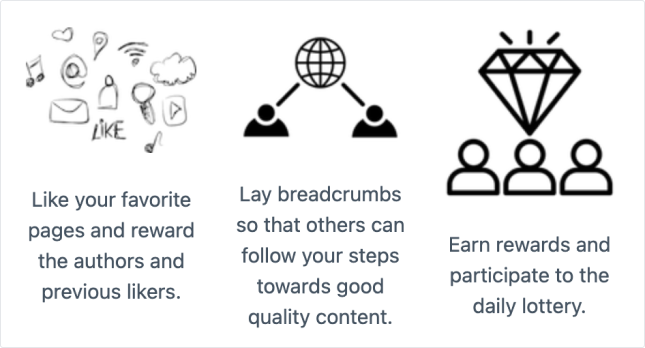 LIKE
Like your favorite
pages and reward
the authors and
previous likers.
Lay breadcrumbs
so that others can
follow your steps
towards good
quality content.
Earn rewards and
participate to the
daily lottery.